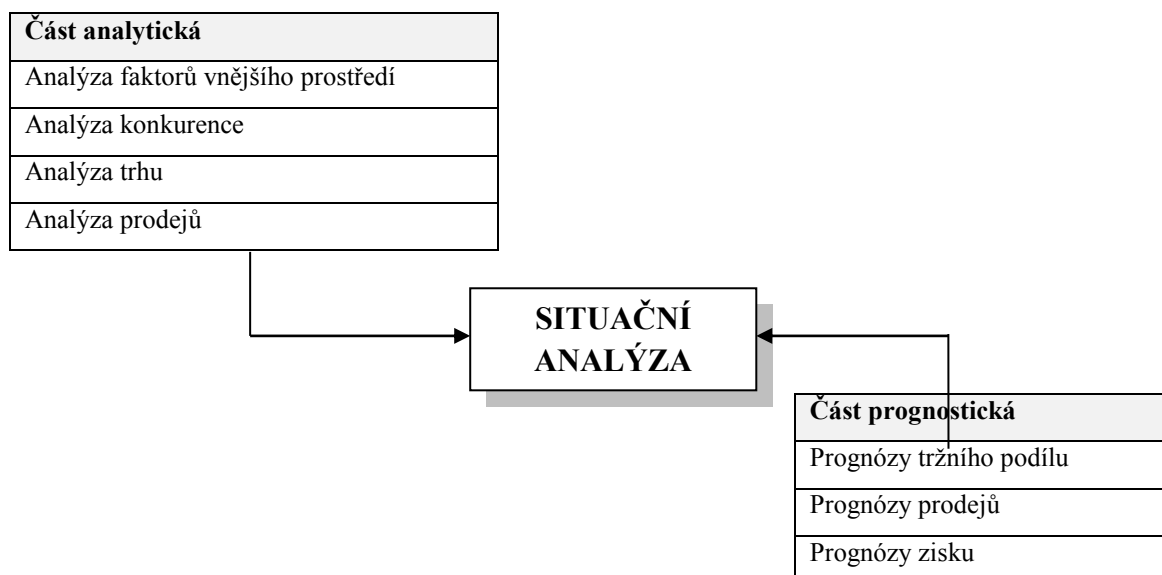 Část analytická
Analýza faktorů vnějšího prostředí
Analýza konkurence
Analýza trhu
Analýza prodejů
SITUAČNÍ
ANALÝZA
Část prognostická
Prognózy tržního podílu
Prognózy prodejů
Prognózy zisku